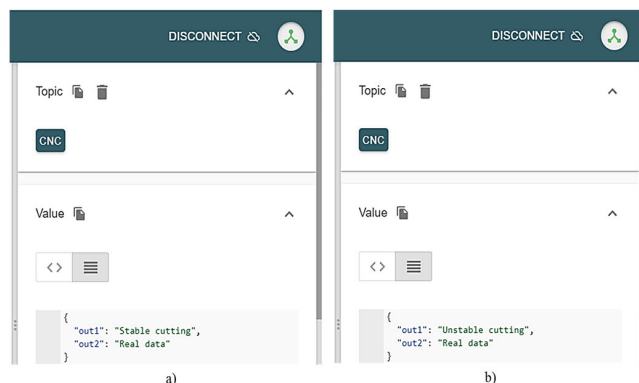 DISCONNECT
Topic
CNC
Value
<>
{
"out1": "Stable cutting",
"out2": "Real data"
}
a)
DISCONNECT
Topic
CNC
Value
<>
{
"out1": "Unstable cutting",
"out2": "Real data"
}
b)